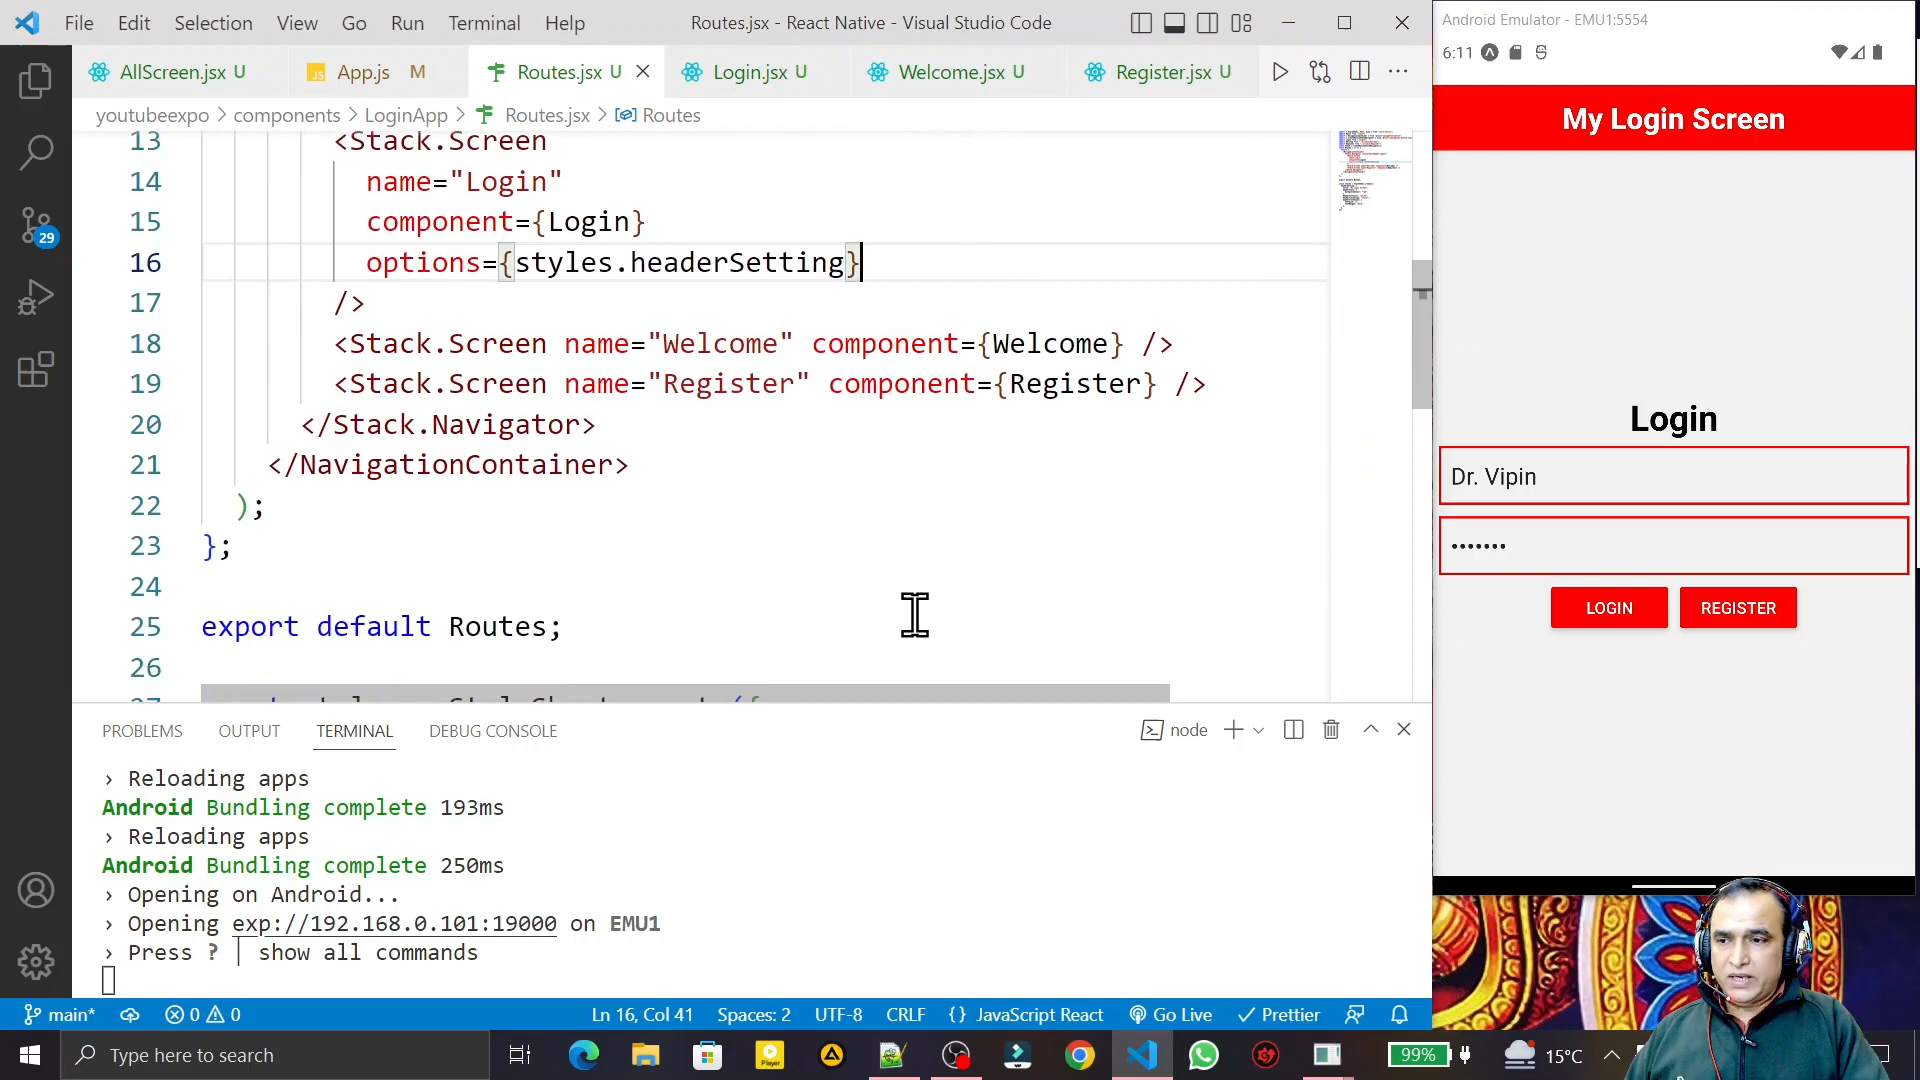 File Edit Selection View Go Run Terminal Help
Routes.jsx - React Native - Visual Studio Code
AllScreen.jsx U
JS App.js M
Routes.jsx U
Login.jsx U
Welcome.jsx U
Register.jsx U
youtubeexpo > components > LoginApp > Routes.jsx > Routes
13 <Stack.Screen
14 name="Login"
15 component={Login}
16 options={styles.headerSetting}
17 />
18 <Stack.Screen name="Welcome" component={Welcome} />
19 <Stack.Screen name="Register" component={Register} />
20 </Stack.Navigator>
21 </NavigationContainer>
22 );
23 };
24
25 export default Routes;
26
29
PROBLEMS OUTPUT TERMINAL DEBUG CONSOLE
node
› Reloading apps
Android Bundling complete 193ms
› Reloading apps
Android Bundling complete 250ms
› Opening on Android...
› Opening exp://192.168.0.101:19000 on EMU1
› Press ? │ show all commands
main* 0 0
Ln 16, Col 41 Spaces: 2 UTF-8 CRLF {} JavaScript React Go Live Prettier
Type here to search
Player
99%
15°C
Android Emulator - EMU1:5554
6:11
My Login Screen
Login
Dr. Vipin
•••••••
LOGIN REGISTER